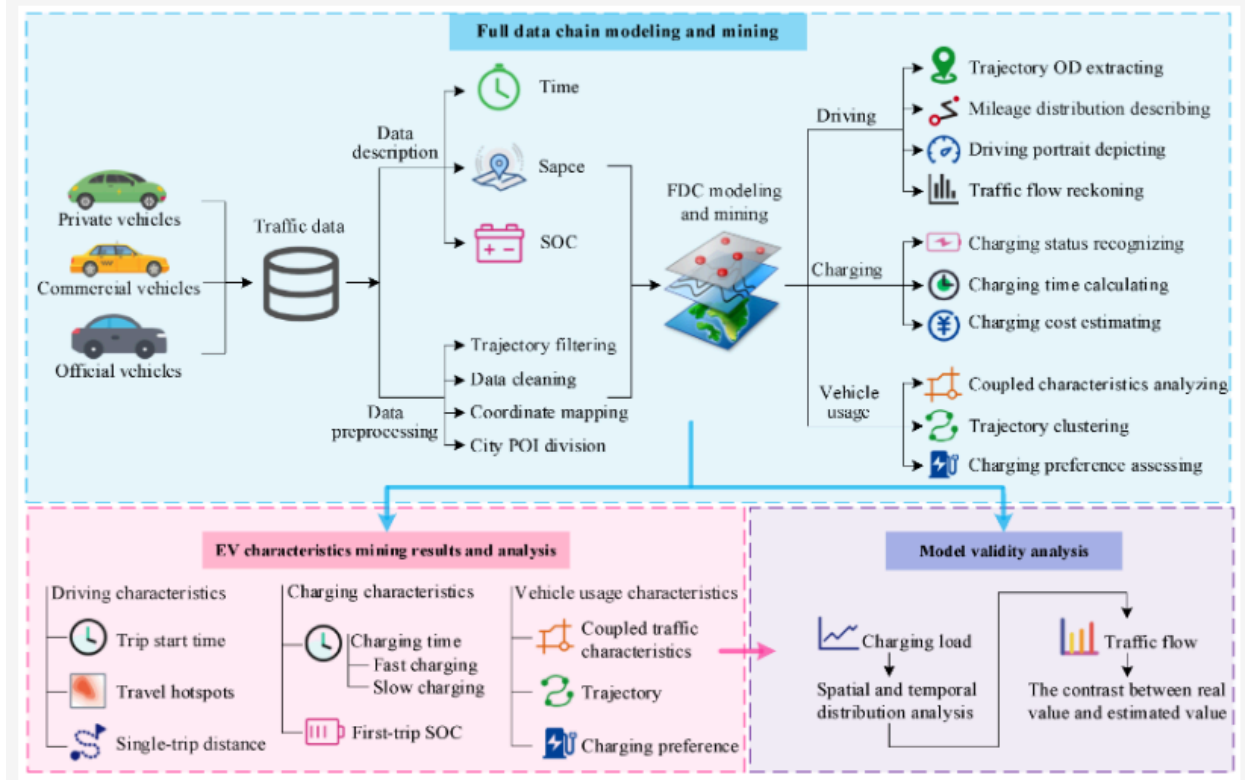 Full data chain modeling and mining
Private vehicles
Commercial vehicles
Official vehicles
Traffic data
Data
description
Time
Sapce
SOC
Data
preprocessing
Trajectory filtering
Data cleaning
Coordinate mapping
City POI division
FDC modeling
and mining
Driving
Trajectory OD extracting
Mileage distribution describing
Driving portrait depicting
Traffic flow reckoning
Charging
Charging status recognizing
Charging time calculating
Charging cost estimating
Vehicle
usage
Coupled characteristics analyzing
Trajectory clustering
Charging preference assessing
EV characteristics mining results and analysis
Driving characteristics
Trip start time
Travel hotspots
Single-trip distance
Charging characteristics
Charging time
Fast charging
Slow charging
First-trip SOC
Vehicle usage characteristics
Coupled traffic
characteristics
Trajectory
Charging preference
Model validity analysis
Charging load
Spatial and temporal
distribution analysis
Traffic flow
The contrast between real
value and estimated value